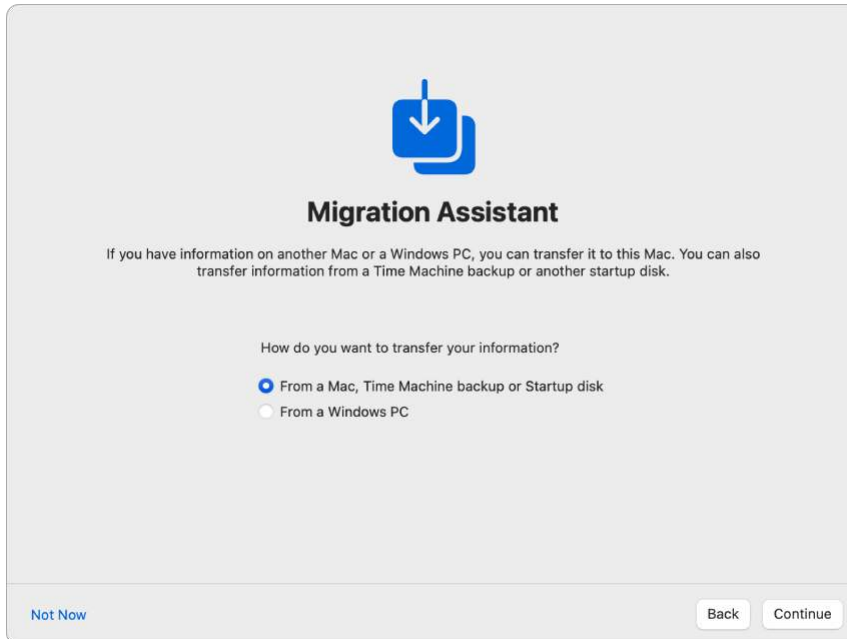 Migration Assistant
If you have information on another Mac or a Windows PC, you can transfer it to this Mac. You can also
transfer information from a Time Machine backup or another startup disk.
How do you want to transfer your information?
From a Mac, Time Machine backup or Startup disk
From a Windows PC
Not Now
Back
Continue